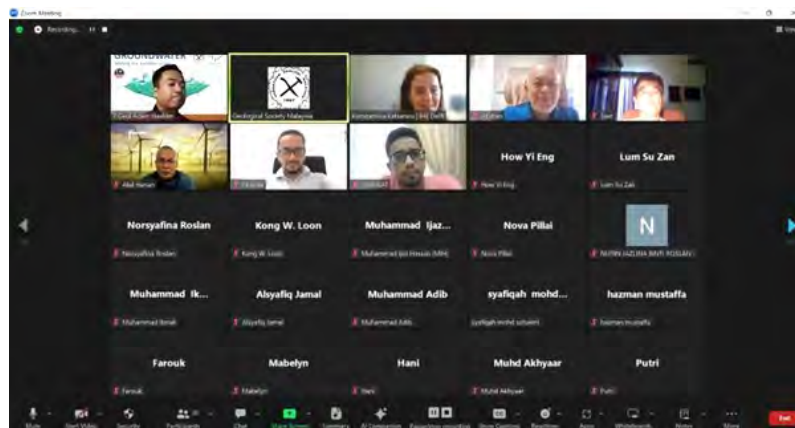 Zoom Meeting
Recording...
View
GROUNDWATER
Geological Society Malaysia
How Yi Eng
Lum Su Zan
How Yi Eng
Lum Su Zan
Norsyafina Roslan
Kong W. Loon
Muhammad Ijaz...
Nova Pillai
N
Norsyafina Roslan
Kong W. Loon
Nova Pillai
Muhammad Ik...
Alsyafiq Jamal
Muhammad Adib
syafiqah mohd...
hazman mustaffa
Alsyafiq Jamal
Muhammad Adib
hazman mustaffa
Farouk
Mabelyn
Hani
Muhd Akhyaar
Putri
Farouk
Mabelyn
Hani
Muhd Akhyaar
Putri
Mute
Start Video
Security
Participants
Chat
Share Screen
Summary
AI Companion
Reactions
Apps
Whiteboards
Notes
More
End